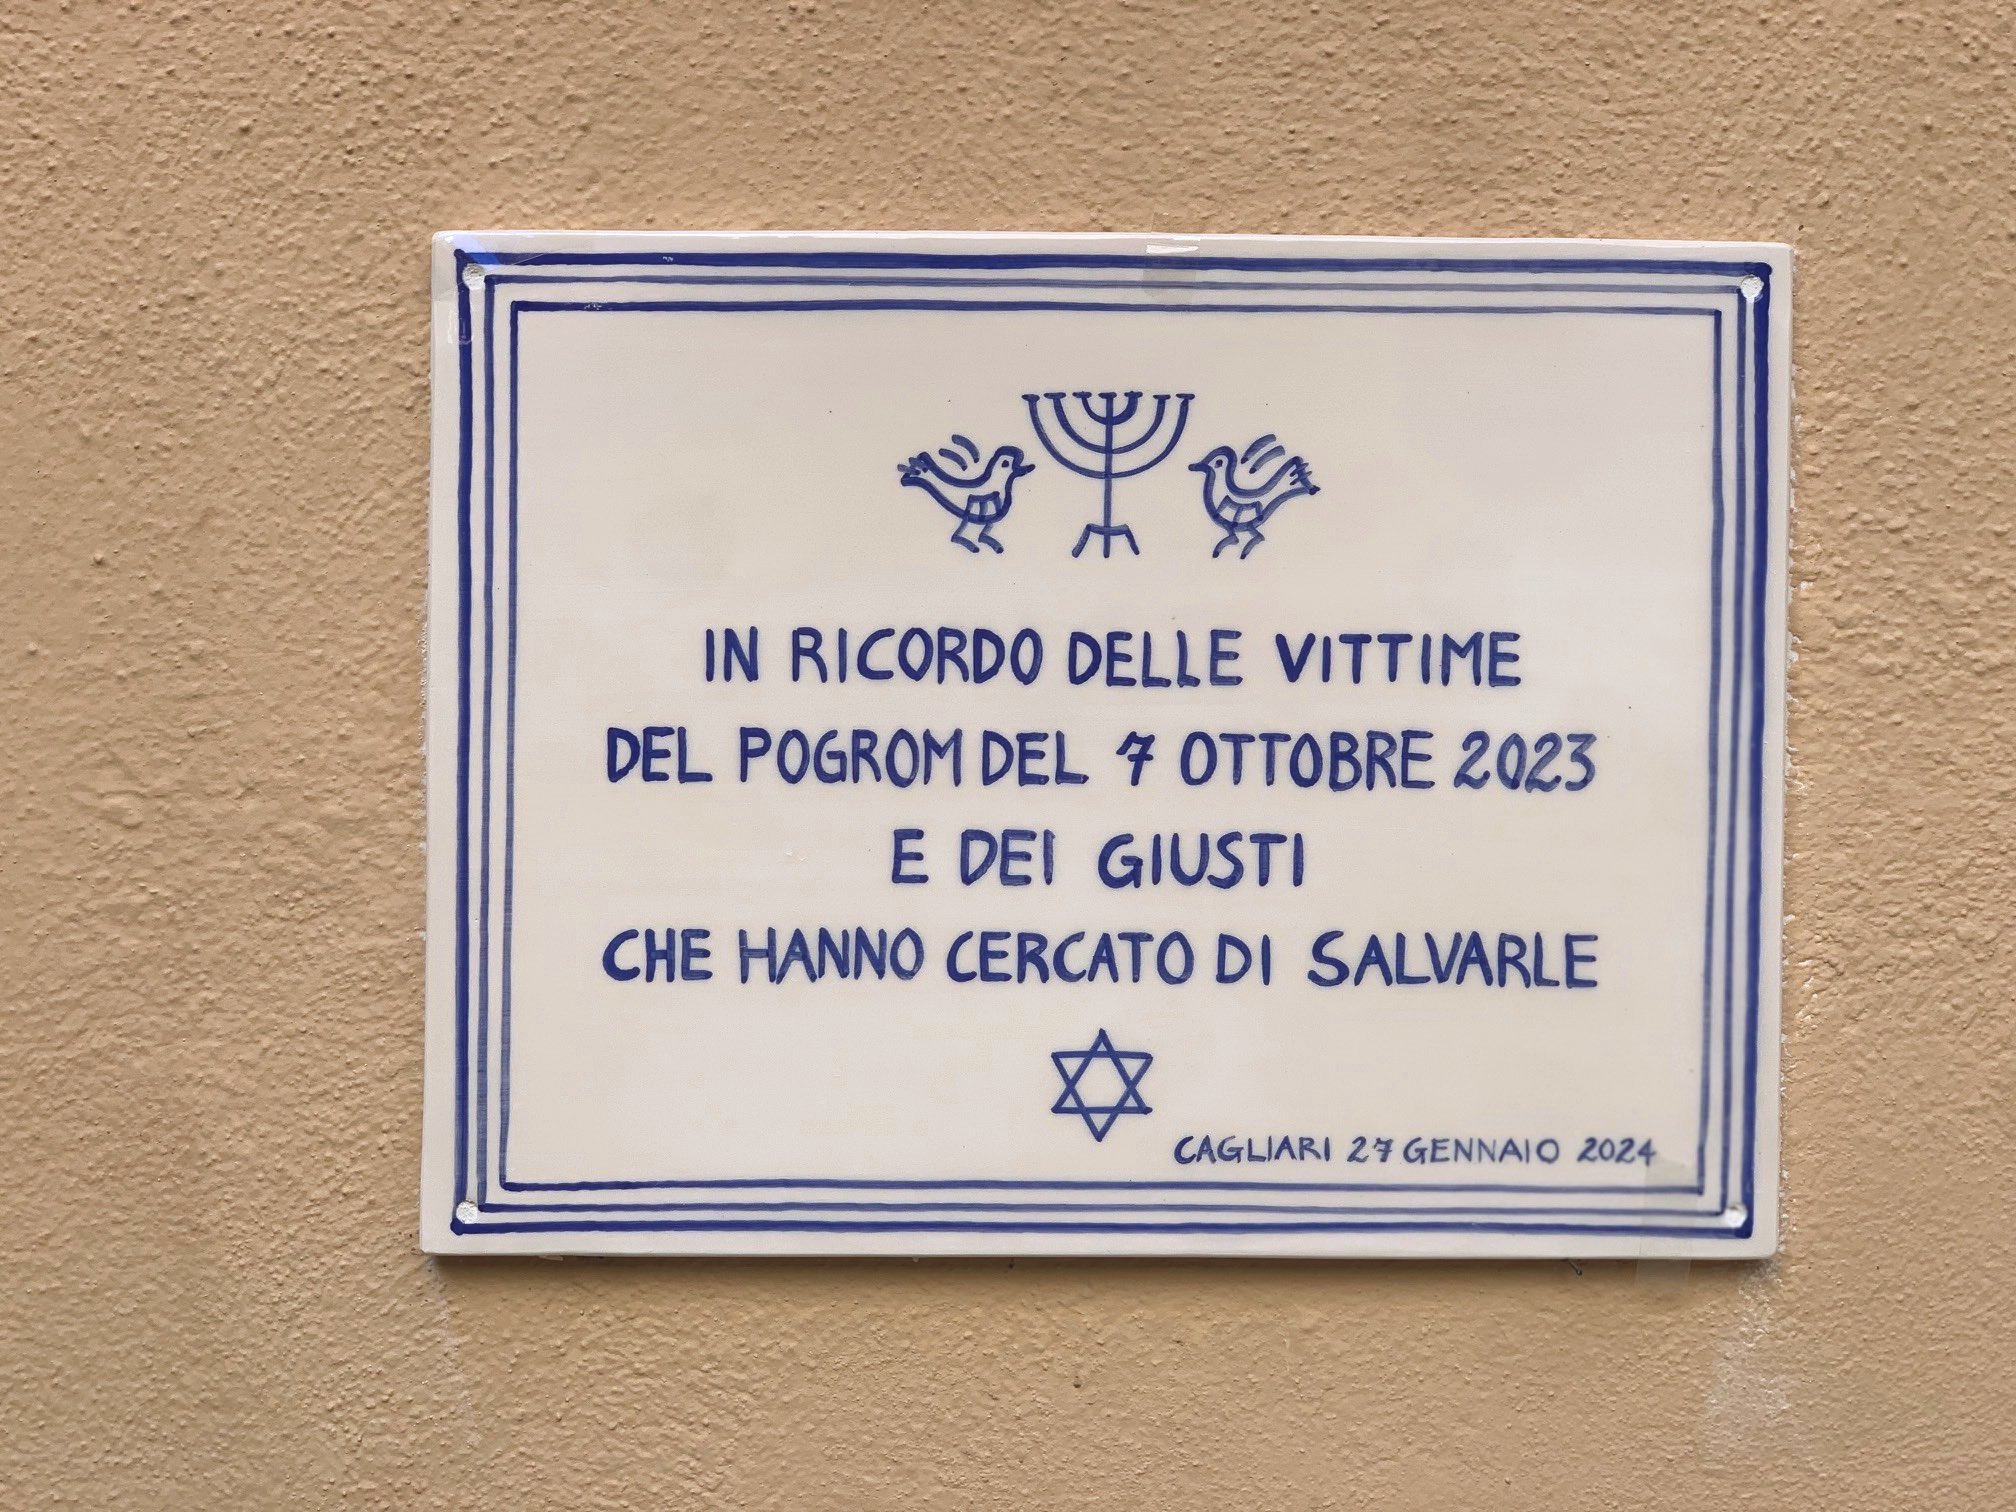 IN RICORDO DELLE VITTIME
DEL POGROM DEL 7 OTTOBRE 2023
E DEI GIUSTI
CHE HANNO CERCATO DI SALVARLE
CAGLIARI 27 GENNAIO 2024